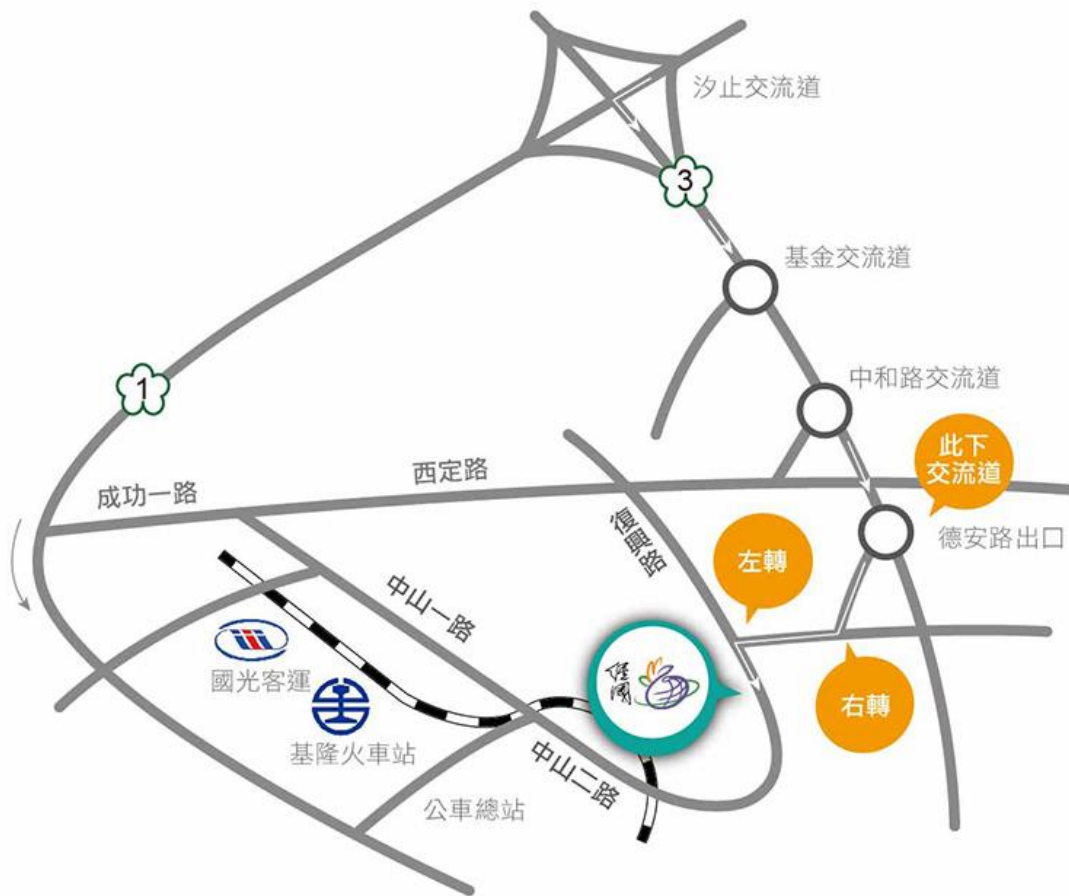 汐止交流道
3
基金交流道
1
中和路交流道
此下
交流道
西定路
成功一路
復興路
德安路出口
左轉
中山一路
經國
國光客運
右轉
基隆火車站
中山二路
公車總站